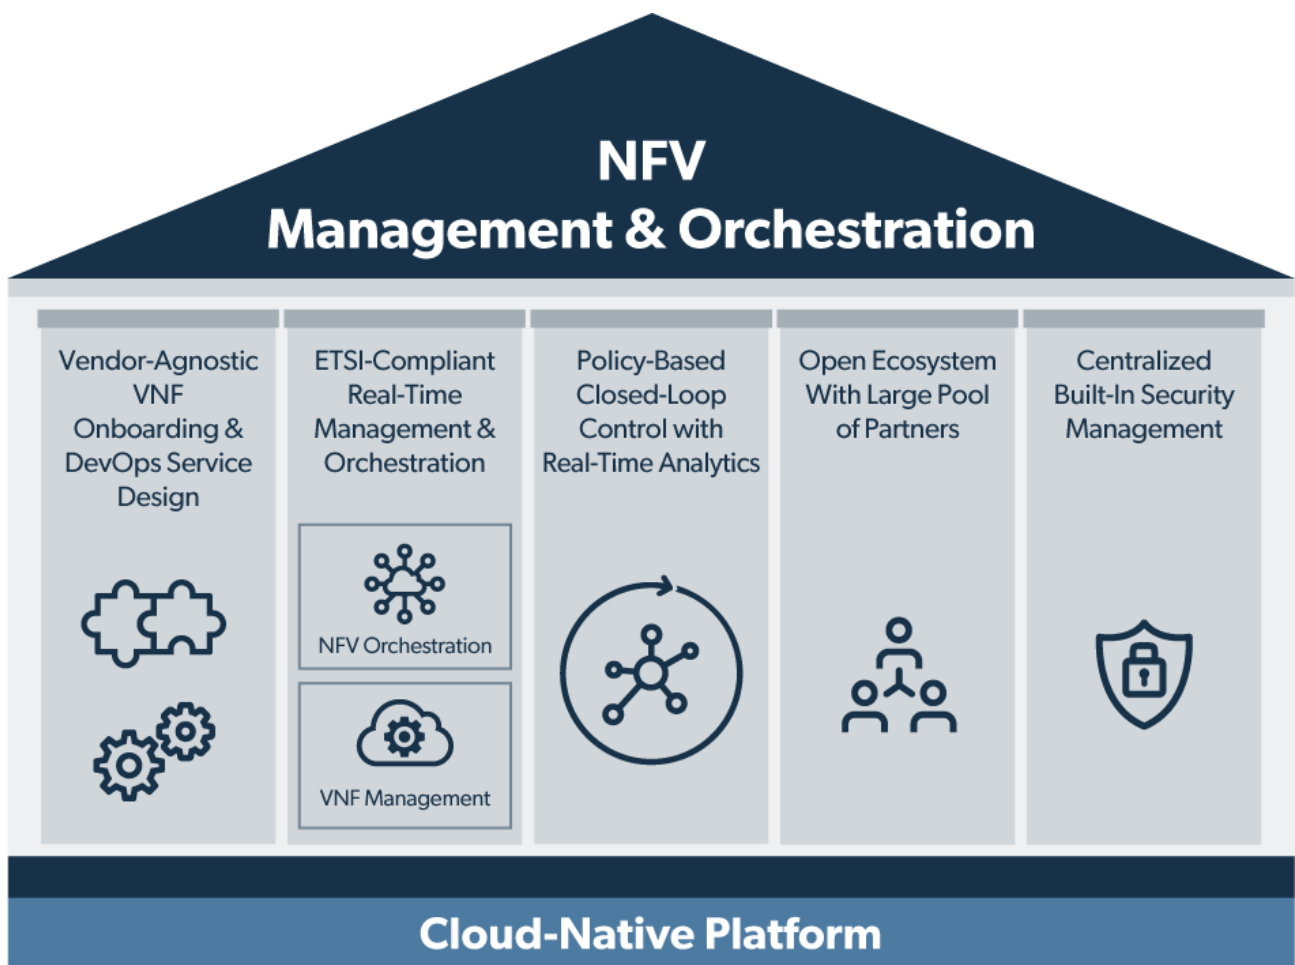 NFV
Management & Orchestration
Vendor-Agnostic
VNF
Onboarding &
DevOps Service
Design
ETSI-Compliant
Real-Time
Management &
Orchestration
NFV Orchestration
VNF Management
Policy-Based
Closed-Loop
Control with
Real-Time Analytics
Open Ecosystem
With Large Pool
of Partners
Centralized
Built-In Security
Management
Cloud-Native Platform